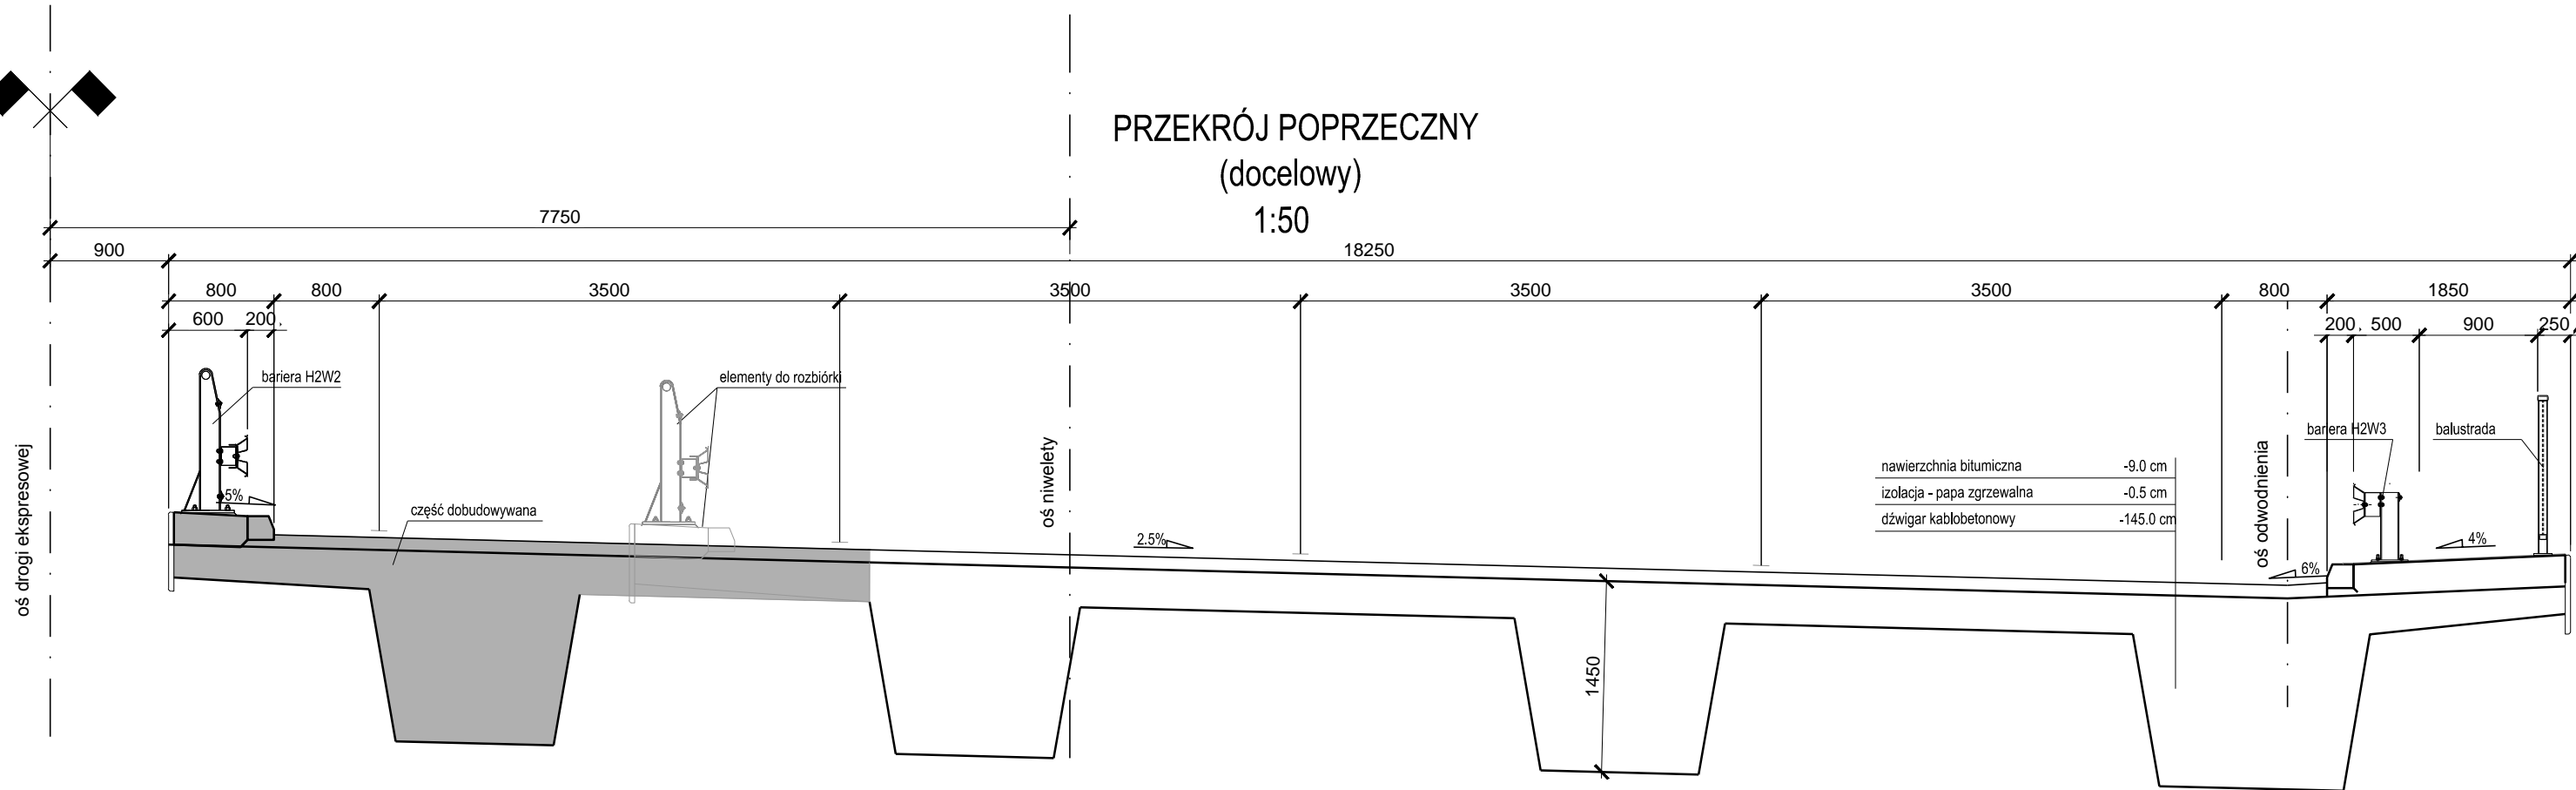 PRZEKRÓJ POPRZECZNY
(docelowy)
1:50
7750
900
18250
800
800
3500
3500
3500
3500
800
1850
600
200
200
500
900
250
bariera H2W2
elementy do rozbiórki
bariera H2W3
balustrada
oś drogi ekspresowej
oś niwelety
oś odwodnienia
nawierzchnia bitumiczna -9.0 cm
izolacja - papa zgrzewalna -0.5 cm
dźwigar kablobetonowy -145.0 cm
5%
część dobudowywana
2.5%
4%
6%
1450